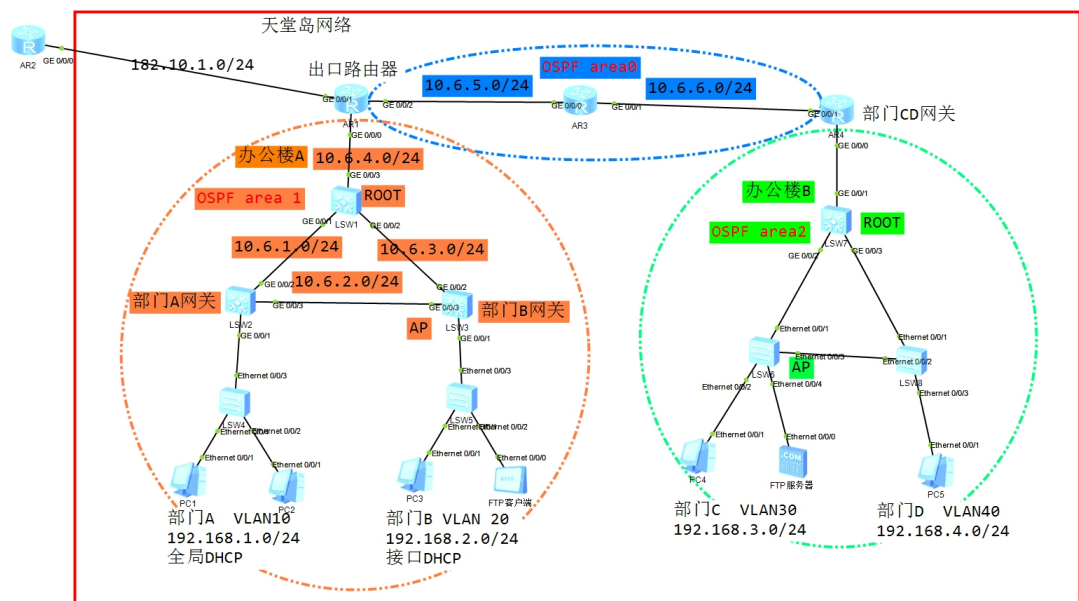 天堂岛网络
AR2
GE 0/0/0
182.10.1.0/24
出口路由器
GE 0/0/1
AR1
GE 0/0/2
GE 0/0/0
10.6.5.0/24
OSPF area0
10.6.6.0/24
GE 0/0/0
GE 0/0/1
AR3
GE 0/0/1
AR4
GE 0/0/0
部门CD网关
办公楼A
10.6.4.0/24
GE 0/0/3
OSPF area 1
ROOT
LSW1
GE 0/0/1
GE 0/0/2
10.6.1.0/24
10.6.3.0/24
10.6.2.0/24
GE 0/0/2
GE 0/0/2
部门A网关
GE 0/0/3
GE 0/0/3
部门B网关
LSW2
AP
LSW3
GE 0/0/1
GE 0/0/1
Ethernet 0/0/3
Ethernet 0/0/3
LSW4
LSW5
Ethernet 0/0/2
Ethernet 0/0/2
Ethernet 0/0/1
Ethernet 0/0/1
Ethernet 0/0/1
Ethernet 0/0/0
PC1
PC2
PC3
FTP客户端
部门A VLAN10
192.168.1.0/24
全局DHCP
部门B VLAN 20
192.168.2.0/24
接口DHCP
GE 0/0/1
办公楼B
ROOT
OSPF area2
LSW7
GE 0/0/2
GE 0/0/3
Ethernet 0/0/1
Ethernet 0/0/1
Ethernet 0/0/3
Ethernet 0/0/2
LSW6
AP
LSW8
Ethernet 0/0/2
Ethernet 0/0/4
Ethernet 0/0/3
Ethernet 0/0/1
Ethernet 0/0/0
Ethernet 0/0/1
PC4
FTP服务器
PC5
部门C VLAN30
192.168.3.0/24
部门D VLAN40
192.168.4.0/24